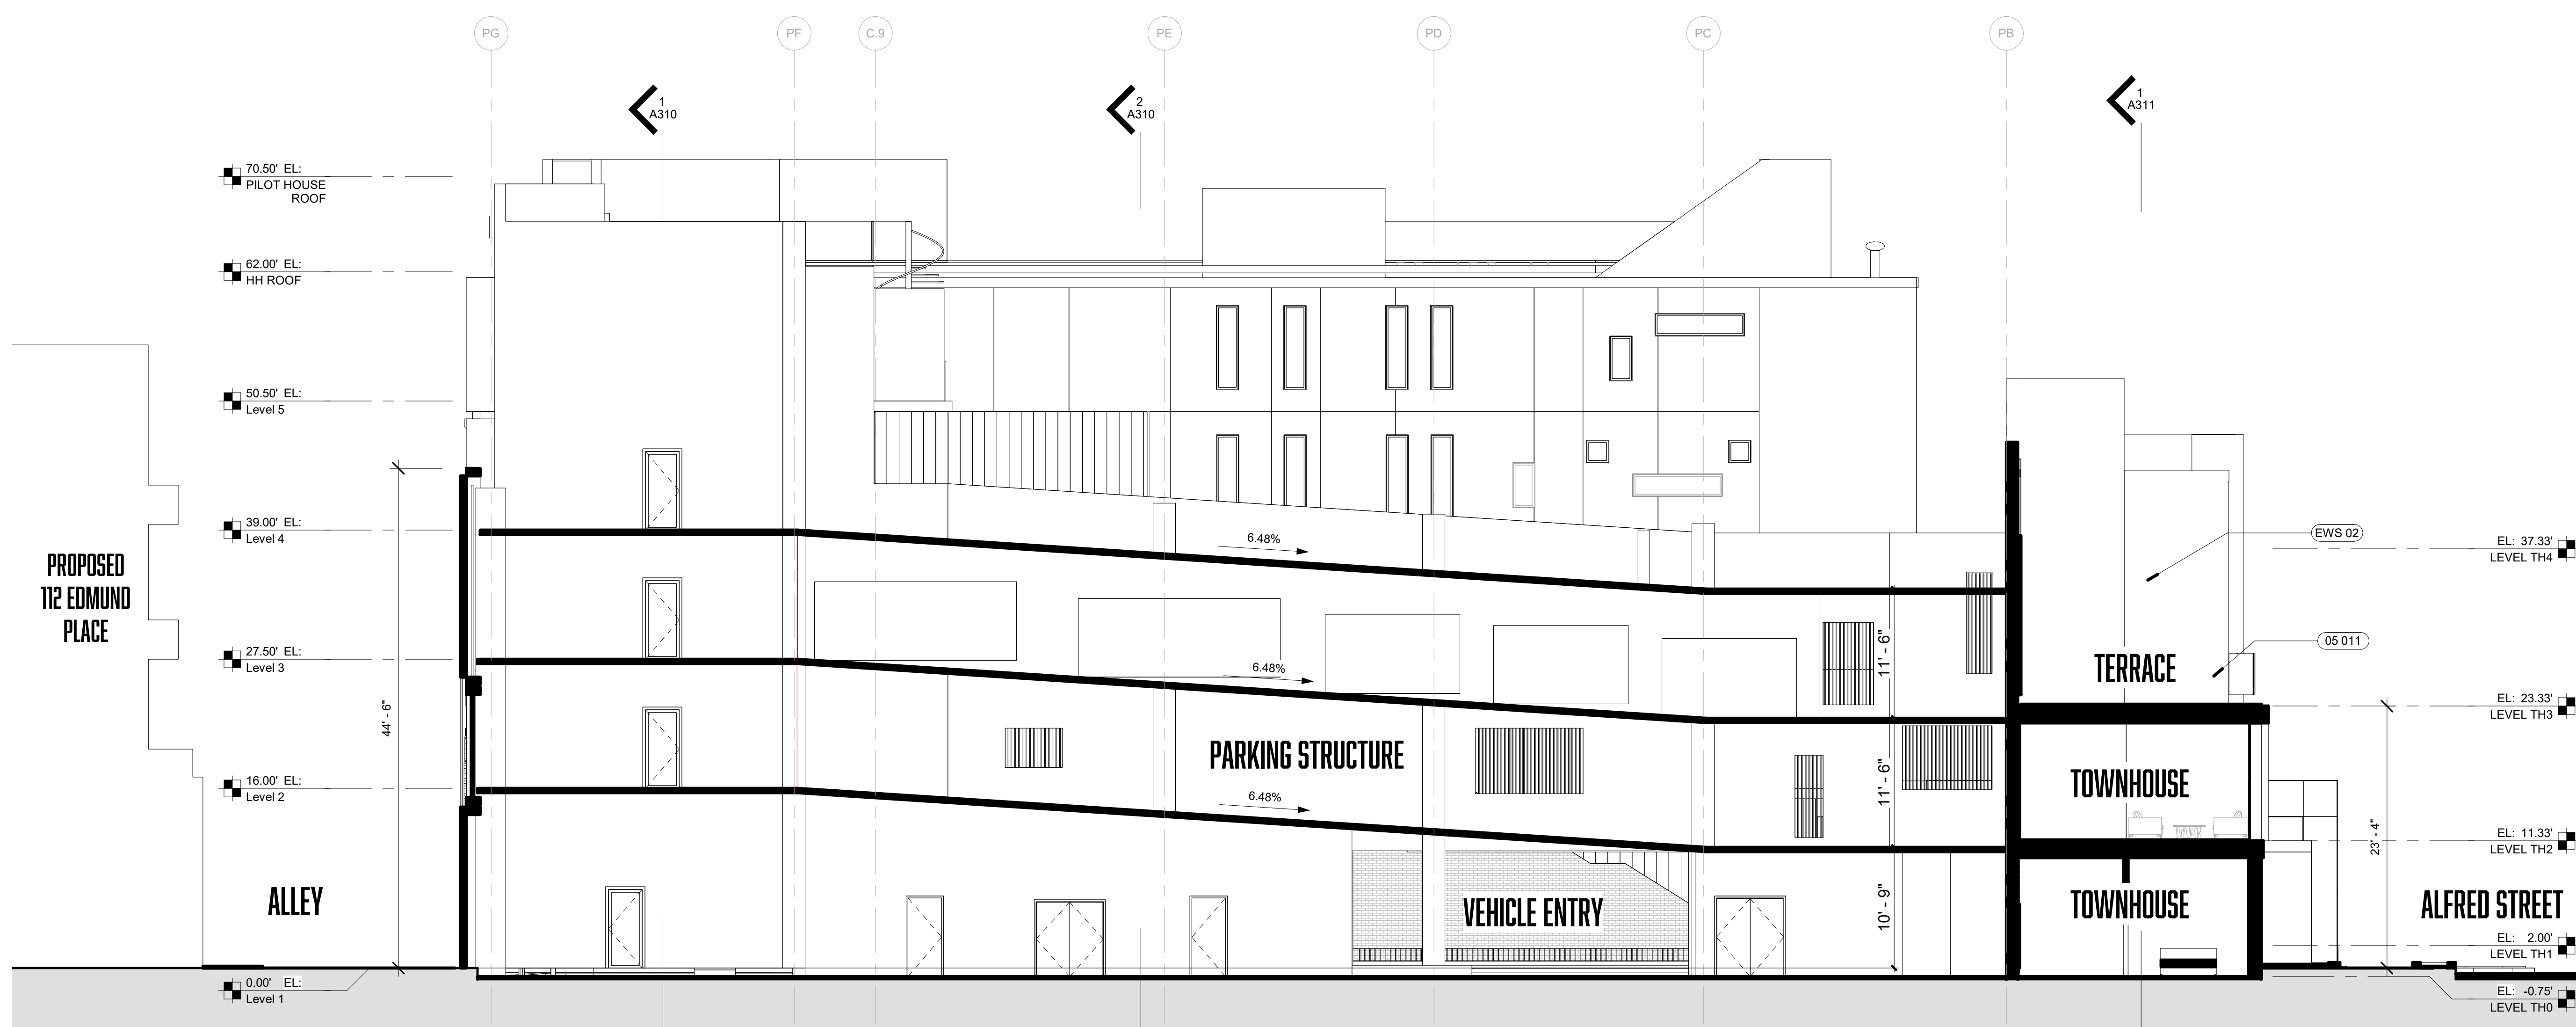 PG
PF
C.9
PE
PD
PC
PB
1
A310
2
A310
1
A311
70.50' EL:
PILOT HOUSE
ROOF
62.00' EL:
HH ROOF
50.50' EL:
Level 5
39.00' EL:
Level 4
27.50' EL:
Level 3
16.00' EL:
Level 2
0.00' EL:
Level 1
PROPOSED
112 EDMUND
PLACE
ALLEY
44' - 6"
6.48%
6.48%
6.48%
PARKING STRUCTURE
VEHICLE ENTRY
11' - 6"
11' - 6"
10' - 9"
TERRACE
TOWNHOUSE
TOWNHOUSE
EWS 02
05 011
23' - 4"
ALFRED STREET
EL: 37.33'
LEVEL TH4
EL: 23.33'
LEVEL TH3
EL: 11.33'
LEVEL TH2
EL: 2.00'
LEVEL TH1
EL: -0.75'
LEVEL TH0